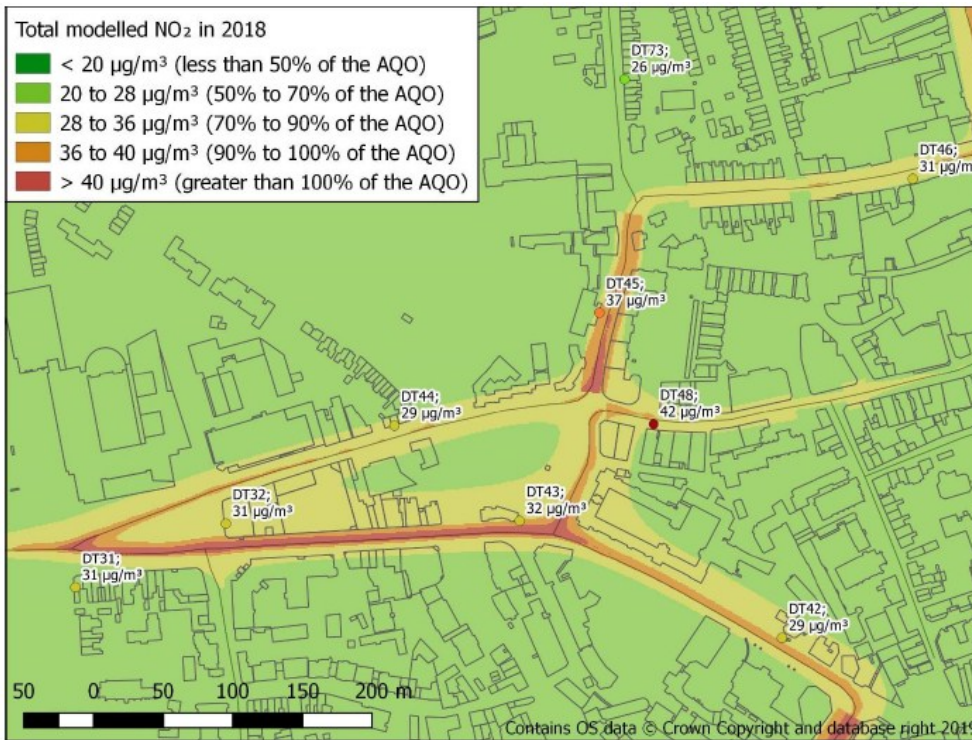 Total modelled NO₂ in 2018
< 20 µg/m³ (less than 50% of the AQO)
20 to 28 µg/m³ (50% to 70% of the AQO)
28 to 36 µg/m³ (70% to 90% of the AQO)
36 to 40 µg/m³ (90% to 100% of the AQO)
> 40 µg/m³ (greater than 100% of the AQO)
DT73;
26 µg/m³
DT46;
31 µg/m³
DT45;
37 µg/m³
DT44;
29 µg/m³
DT48;
42 µg/m³
DT32;
31 µg/m³
DT43;
32 µg/m³
DT31;
31 µg/m³
DT42;
29 µg/m³
50 0 50 100 150 200 m
Contains OS data © Crown Copyright and database right 2019